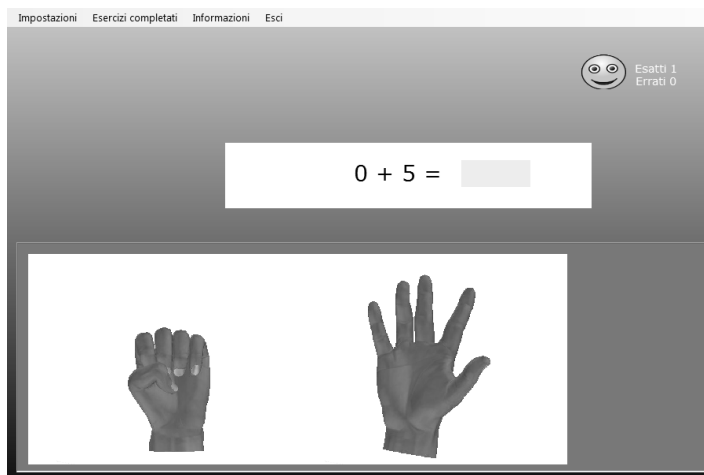 Impostazioni Esercizi completati Informazioni Esci
Esatti 1
Errati 0
0 + 5 =